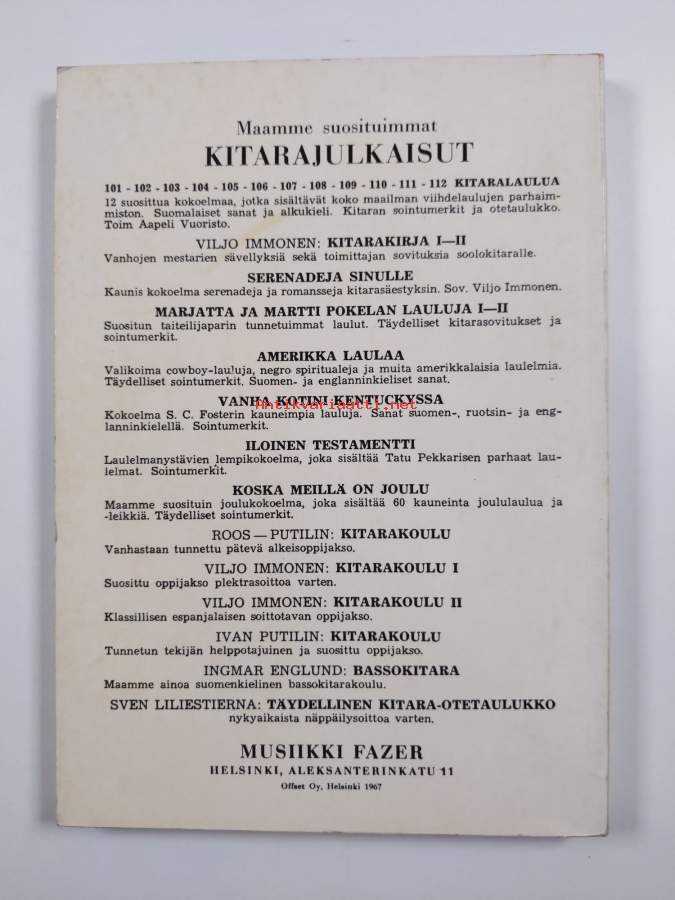 Maamme suosituimmat
KITARAJULKAISUT
101 - 102 - 103 - 104 - 105 - 106 - 107 - 108 - 109 - 110 - 111 - 112 KITARALAULUA
12 suosittua kokoelmaa, jotka sisältävät koko maailman viihdelaulujen parhaim-
miston. Suomalaiset sanat ja alkukieli. Kitaran sointumerkit ja otetaulukko.
Toim Aapeli Vuoristo.
VILJO IMMONEN: KITARAKIRJA I—II
Vanhojen mestarien sävellyksiä sekä toimittajan sovituksia soolokitaralle.
SERENADEJA SINULLE
Kaunis kokoelma serenadeja ja romansseja kitarasäestyksin. Sov. Viljo Immonen.
MARJATTA JA MARTTI POKELAN LAULUJA I—II
Suositun taiteilijaparin tunnetuimmat laulut. Täydelliset kitarasovitukset ja
sointumerkit.
AMERIKKA LAULAA
Valikoima cowboy-lauluja, negro spiritualeja ja muita amerikkalaisia laulelmia.
Täydelliset sointumerkit. Suomen- ja englanninkieliset sanat.
VANHA KOTINI KENTUCKYSSA
Antikvariaatti.net
Kokoelma S. C. Fosterin kauneimpia lauluja. Sanat suomen-, ruotsin- ja eng-
lanninkielellä. Sointumerkit.
ILOINEN TESTAMENTTI
Laulelmanystävien lempikokoelma, joka sisältää Tatu Pekkarisen parhaat lau-
lelmat. Sointumerkit.
KOSKA MEILLÄ ON JOULU
Maamme suosituin joulukokoelma, joka sisältää 60 kauneinta joululaulua ja
-leikkiä. Täydelliset sointumerkit.
ROOS — PUTILIN: KITARAKOULU
Vanhastaan tunnettu pätevä alkeisoppijakso.
VILJO IMMONEN: KITARAKOULU I
Suosittu oppijakso plektrasoittoa varten.
VILJO IMMONEN: KITARAKOULU II
Klassillisen espanjalaisen soittotavan oppijakso.
IVAN PUTILIN: KITARAKOULU
Tunnetun tekijän helppotajuinen ja suosittu oppijakso.
INGMAR ENGLUND: BASSOKITARA
Maamme ainoa suomenkielinen bassokitarakoulu.
SVEN LILIESTIERNA: TÄYDELLINEN KITARA-OTETAULUKKO
nykyaikaista näppäilysoittoa varten.
MUSIIKKI FAZER
HELSINKI, ALEKSANTERINKATU 11
Offset Oy, Helsinki 1967